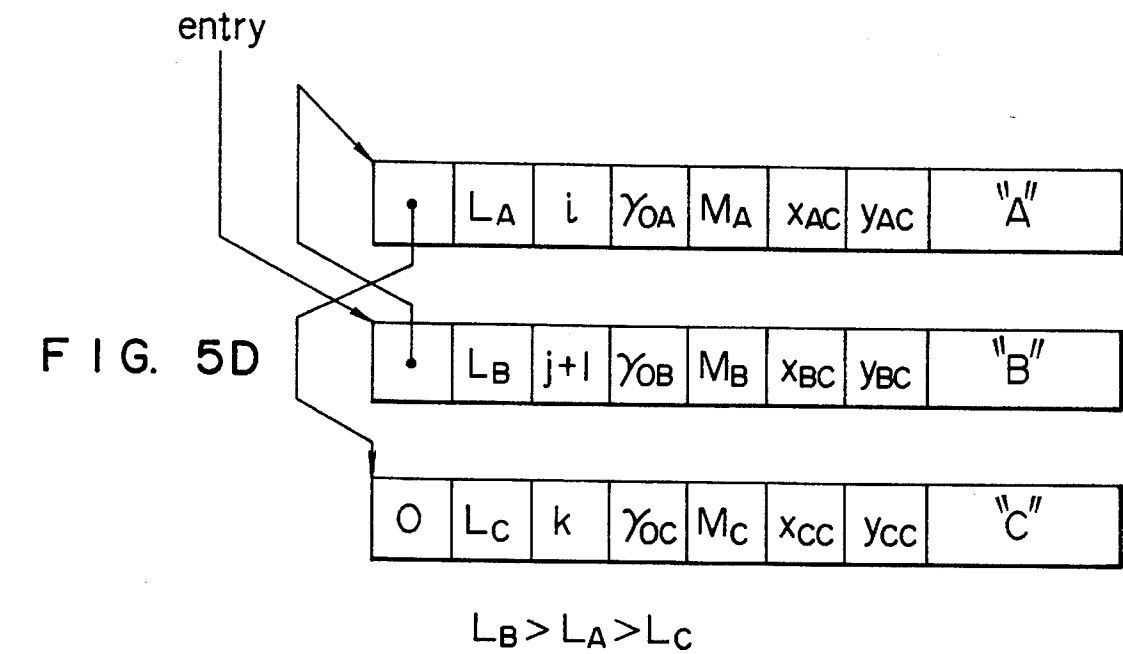 entry
L_A i γ_OA M_A x_AC y_AC "A"
FIG. 5D
L_B j+1 γ_OB M_B x_BC y_BC "B"
0 L_C k γ_OC M_C x_CC y_CC "C"
L_B > L_A > L_C